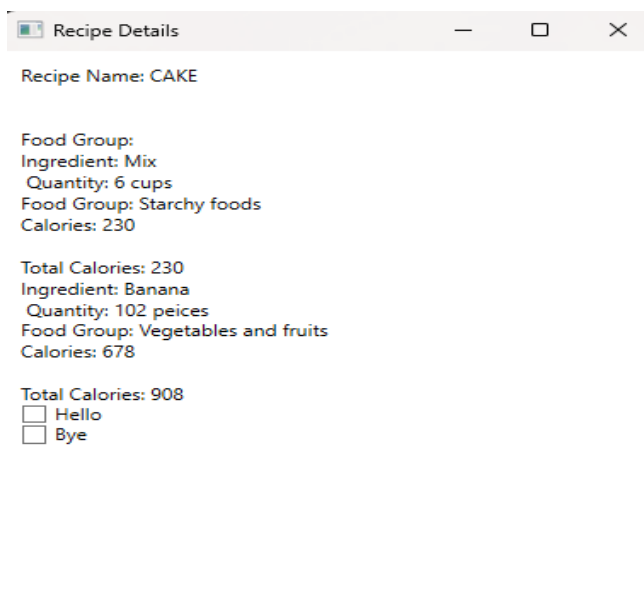 Recipe Details
Recipe Name: CAKE
Food Group:
Ingredient: Mix
Quantity: 6 cups
Food Group: Starchy foods
Calories: 230
Total Calories: 230
Ingredient: Banana
Quantity: 102 peices
Food Group: Vegetables and fruits
Calories: 678
Total Calories: 908
Hello
Bye